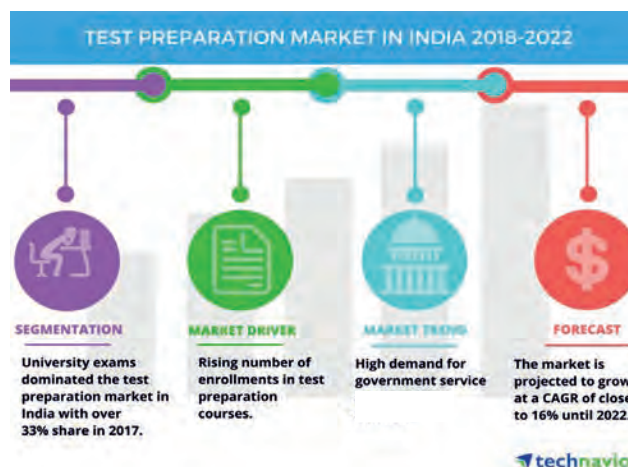 TEST PREPARATION MARKET IN INDIA 2018-2022
SEGMENTATION
University exams
dominated the test
preparation market in
India with over
33% share in 2017.
MARKET DRIVER
Rising number of
enrollments in test
preparation
courses.
MARKET TREND
High demand for
government service
$
FORECAST
The market is
projected to grow
at a CAGR of close
to 16% until 2022.
technavio